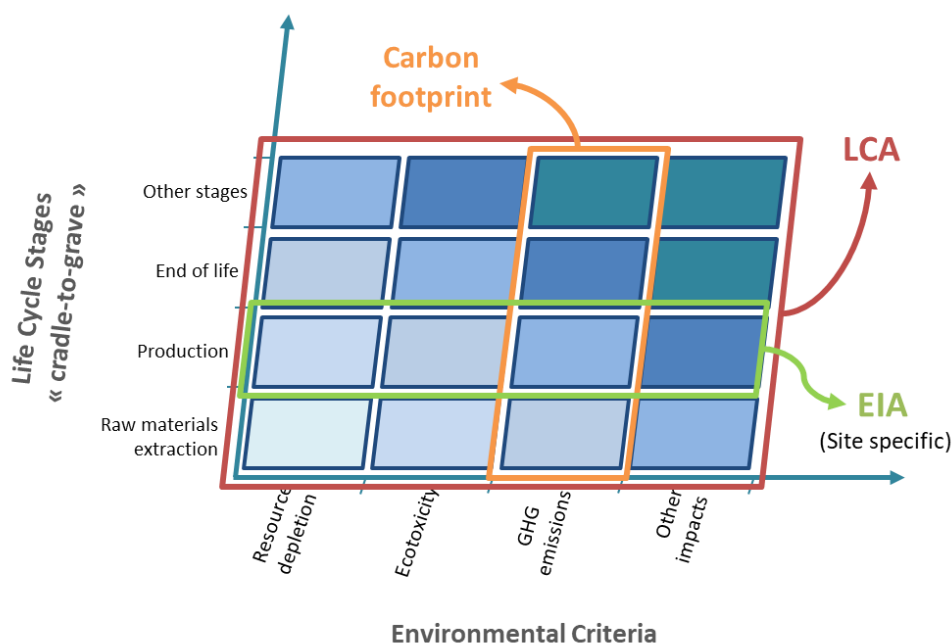 Carbon
footprint
LCA
Life Cycle Stages
« cradle-to-grave »
Other stages
End of life
Production
Raw materials
extraction
EIA
(Site specific)
Resource
depletion
Ecotoxicity
GHG
emissions
Other
impacts
Environmental Criteria